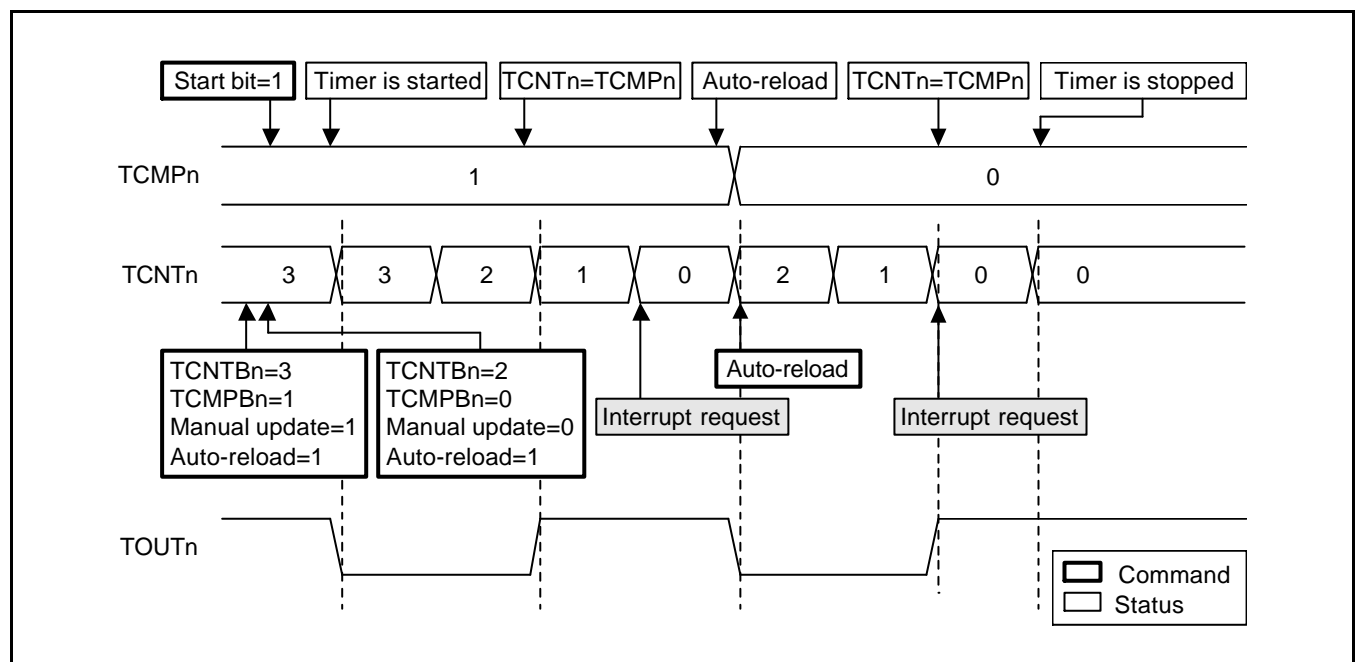 Start bit=1
Timer is started
TCNTn=TCMPn
Auto-reload
TCNTn=TCMPn
Timer is stopped
TCMPn
1
0
TCNTn
3
3
2
1
0
2
1
0
0
TCNTBn=3
TCMPBn=1
Manual update=1
Auto-reload=1
TCNTBn=2
TCMPBn=0
Manual update=0
Auto-reload=1
Auto-reload
Interrupt request
Interrupt request
TOUTn
Command
Status